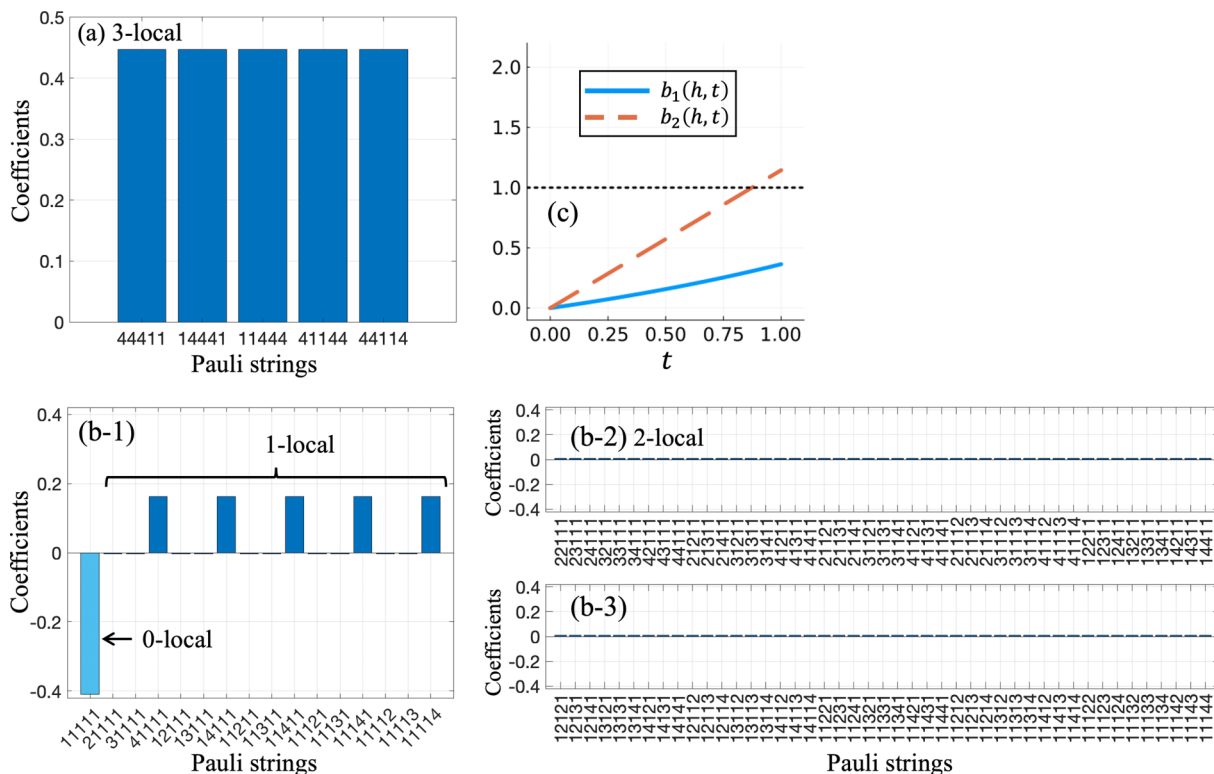 (a) 3-local
0.5
0.4
0.3
0.2
0.1
0
Coefficients
44411 14441 11444 41144 44114
Pauli strings
(c)
2.0
1.5
1.0
0.5
0.0
b₁(h, t)
b₂(h, t)
0.00 0.25 0.50 0.75 1.00
t
(b-1)
1-local
0-local
0.4
0.2
0
-0.2
-0.4
Coefficients
11111 21111 31111 41111 12111 13111 14111 11211 11311 11411 11121 11131 11141 11112 11113 11114
Pauli strings
(b-2) 2-local
0.4
0.2
0
-0.2
-0.4
Coefficients
22111 23111 24111 32111 33111 34111 42111 43111 44111 21211 21311 21411 31211 31311 31411 41211 41311 41411 21121 21131 21141 31121 31131 31141 41121 41131 41141 21112 21113 21114 31112 31113 31114 41112 41113 41114 12211 12311 12411 13211 13311 13411 14211 14311 14411
(b-3)
0.4
0.2
0
-0.2
-0.4
Coefficients
12121 12131 12141 13121 13131 13141 14121 14131 14141 12112 12113 12114 13112 13113 13114 14112 14113 14114 11221 11231 11241 11321 11331 11341 11421 11431 11441 11212 11213 11214 11312 11313 11314 11412 11413 11414 11122 11123 11124 11132 11133 11134 11142 11143 11144
Pauli strings